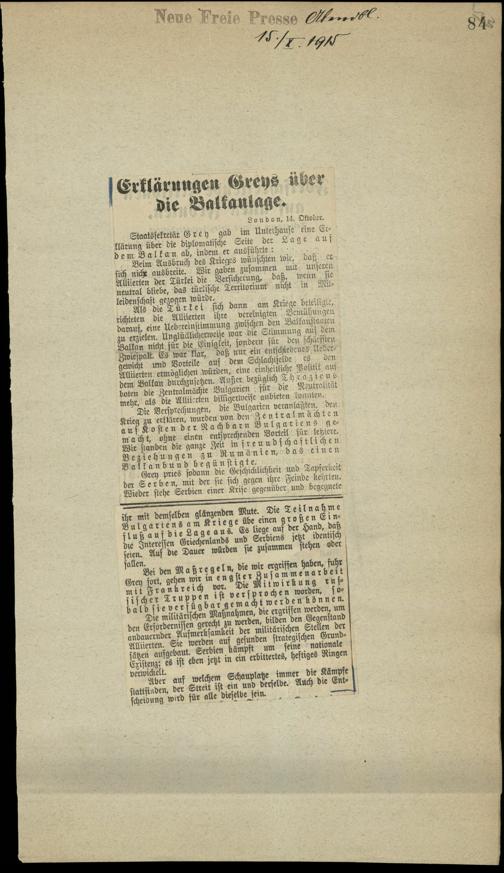 Neue Freie Presse Abendbl.
84
15./X. 1915
Erklärungen Greys über
die Balkanlage.
London, 14. Oktober.
Staatssekretär Grey gab im Unterhause eine Er-
klärung über die diplomatische Seite der Lage auf
dem Balkan ab, indem er ausführte:
Beim Ausbruch des Krieges wünschten wir, daß er
sich nicht ausbreite. Wir gaben zusammen mit unseren
Alliierten der Türkei die Versicherung, daß, wenn sie
neutral bliebe, das türkische Territorium nicht in Mit-
leidenschaft gezogen würde.
Als die Türkei sich dann am Kriege beteiligte,
richteten die Alliierten ihre vereinigten Bemühungen
darauf, eine Uebereinstimmung zwischen den Balkanstaaten
zu erzielen. Unglücklicherweise war die Stimmung auf dem
Balkan nicht für die Einigkeit, sondern für den schärfsten
Zwiespalt. Es war klar, daß nur ein entschiedenes Ueber-
gewicht und Vorteile auf dem Schlachtfelde es den
Alliierten ermöglichen würden, eine einheitliche Politik auf
dem Balkan durchzusehen. Außer bezüglich Thraziens
boten die Zentralmächte Bulgarien für die Neutralität
mehr, als die Alliierten billigerweise anbieten konnten.
Die Versprechungen, die Bulgarien veranlaßten, den
Krieg zu erklären, wurden von den Zentralmächten
auf Kosten der Nachbarn Bulgariens ge-
macht, ohne einen entsprechenden Vorteil für letztere.
Wir standen die ganze Zeit in freundschaftlichen
Beziehungen zu Rumänien, das einen
Balkanbund begünstigte.
Grey pries sodann die Geschicklichkeit und Tapferkeit
der Serben, mit der sie sich gegen ihre Feinde kehrten.
Wieder stehe Serbien einer Krise gegenüber und begegnete
ihr mit demselben glänzenden Mute. Die Teilnahme
Bulgariens am Kriege übe einen großen Ein-
fluß auf die Lage aus. Es liege auf der Hand, daß
die Interessen Griechenlands und Serbiens jetzt identisch
seien. Auf die Dauer würden sie zusammen stehen oder
fallen.
Bei den Maßregeln, die wir ergriffen haben, fuhr
Grey fort, gehen wir in engster Zusammenarbeit
mit Frankreich vor. Die Mitwirkung rus-
sischer Truppen ist versprochen worden, so-
bald sie verfügbar gemacht werden können.
Die militärischen Maßnahmen, die ergriffen werden, um
den Erfordernissen gerecht zu werden, bilden den Gegenstand
andauernder Aufmerksamkeit der militärischen Stellen der
Alliierten. Sie werden auf gesunden strategischen Grund-
sätzen aufgebaut. Serbien kämpft um seine nationale
Existenz; es ist eben jetzt in ein erbittertes, heftiges Ringen
verwickelt.
Aber auf welchem Schauplatze immer die Kämpfe
stattfinden, der Streit ist ein und derselbe. Auch die Ent-
scheidung wird für alle dieselbe sein.